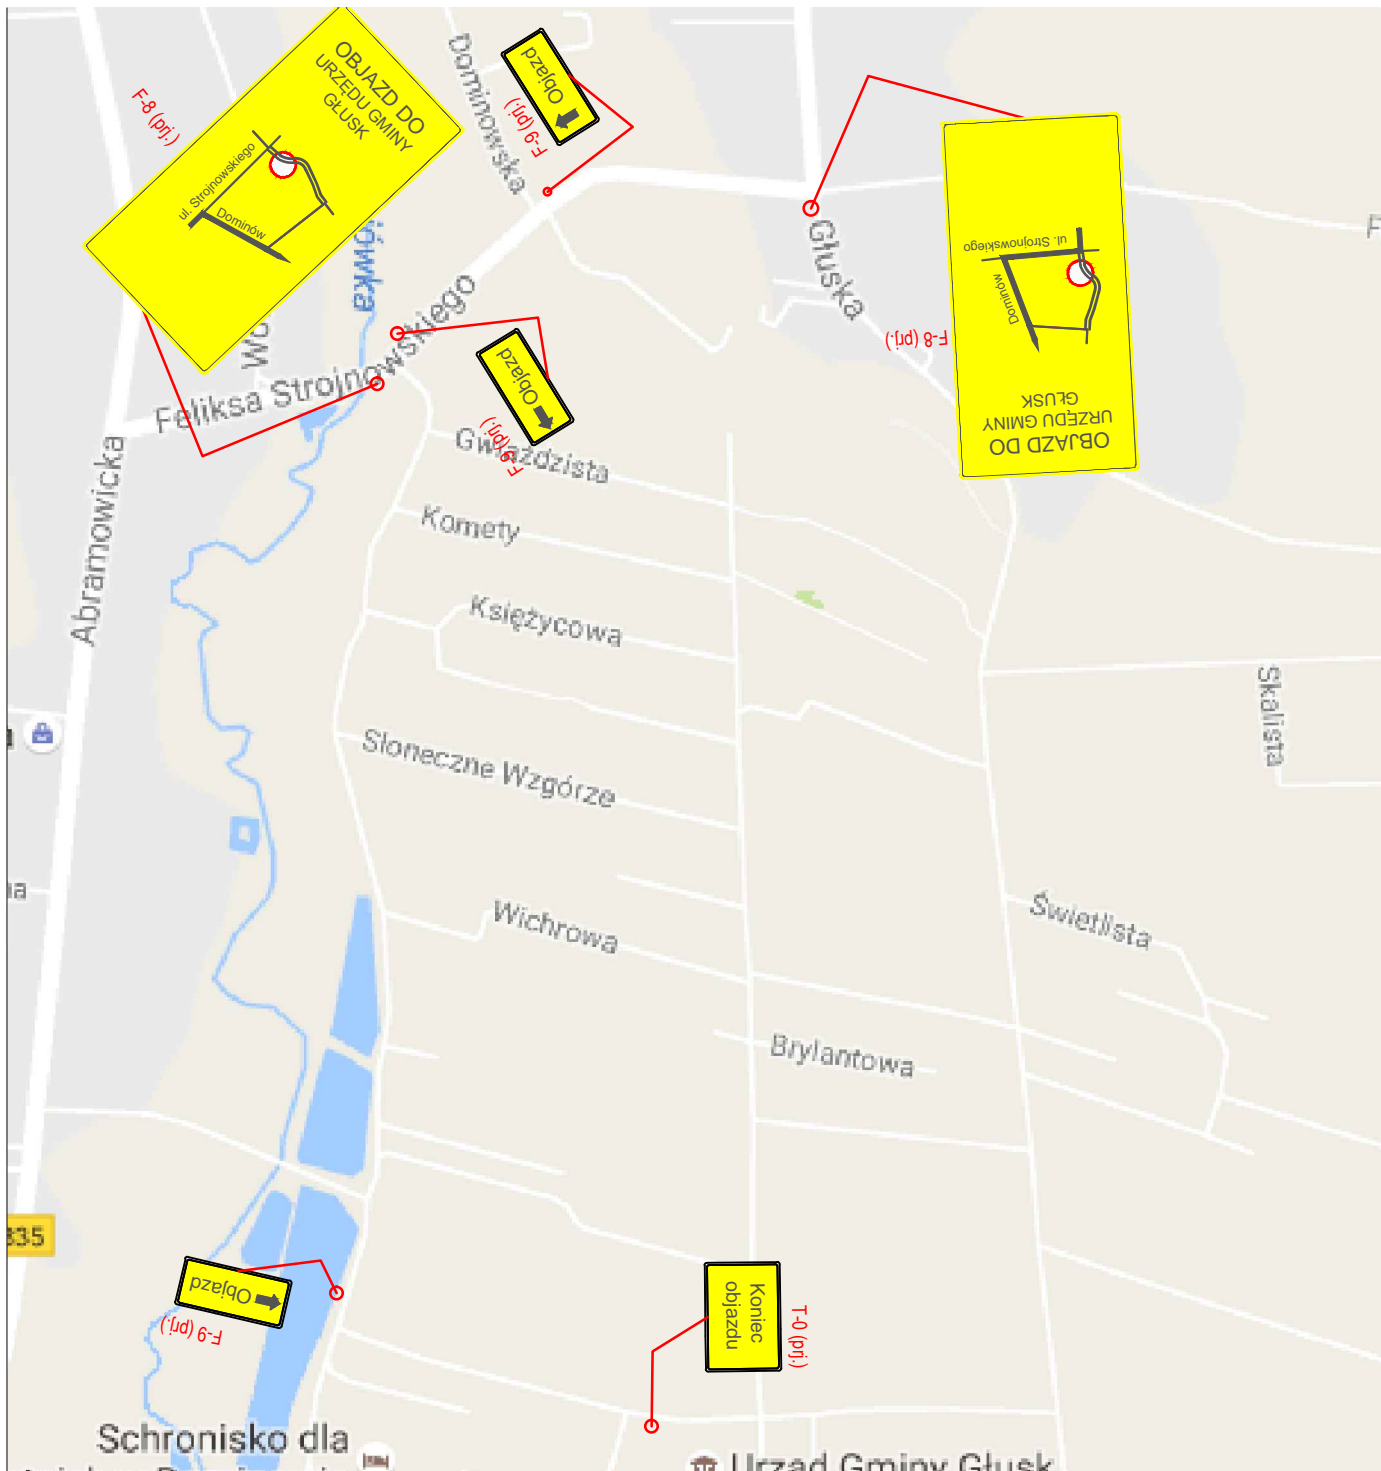 OBJAZD DO
URZĘDU GMINY
GŁUSK
ul. Strojnowskiego
Dominów
F-8 (prj.)
Dominowska
Objazd
F-9 (prj.)
Głuska
ul. Strojnowskiego
Dominów
OBJAZD DO
URZĘDU GMINY
GŁUSK
F-8 (prj.)
Feliksa Strojnowskiego
Objazd
F-9 (prj.)
Abramowicka
Gwiaździsta
Komety
Księżycowa
Skalista
Słoneczne Wzgórze
Wichrowa
Świetlista
Brylantowa
335
Objazd
F-9 (prj.)
Koniec
objazdu
T-0 (prj.)
Schronisko dla
Urząd Gminy Głusk